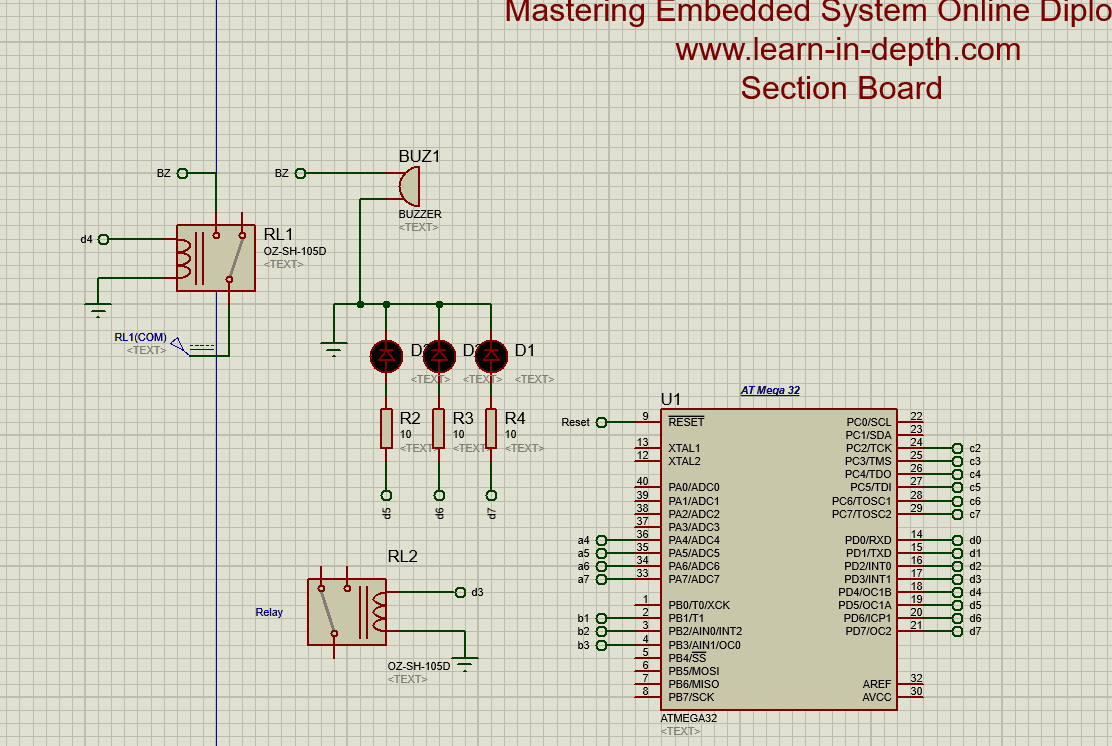 Mastering Embedded System Online Diplo
www.learn-in-depth.com
Section Board
BUZ1
BZ
BZ
BUZZER
<TEXT>
d4
RL1
OZ-SH-105D
<TEXT>
RL1(COM)
<TEXT>
D1
<TEXT>
<TEXT>
<TEXT>
R2
10
<TEXT>
R3
10
<TEXT>
R4
10
<TEXT>
d5
d6
d7
RL2
d3
Relay
OZ-SH-105D
<TEXT>
AT Mega 32
U1
Reset
9
RESET
13
XTAL1
12
XTAL2
40
PA0/ADC0
39
PA1/ADC1
38
PA2/ADC2
37
PA3/ADC3
a4
36
PA4/ADC4
a5
35
PA5/ADC5
a6
34
PA6/ADC6
a7
33
PA7/ADC7
1
PB0/T0/XCK
b1
2
PB1/T1
b2
3
PB2/AIN0/INT2
b3
4
PB3/AIN1/OC0
5
PB4/SS
6
PB5/MOSI
7
PB6/MISO
8
PB7/SCK
PC0/SCL
22
PC1/SDA
23
PC2/TCK
24
c2
PC3/TMS
25
c3
PC4/TDO
26
c4
PC5/TDI
27
c5
PC6/TOSC1
28
c6
PC7/TOSC2
29
c7
PD0/RXD
14
d0
PD1/TXD
15
d1
PD2/INT0
16
d2
PD3/INT1
17
d3
PD4/OC1B
18
d4
PD5/OC1A
19
d5
PD6/ICP1
20
d6
PD7/OC2
21
d7
AREF
32
AVCC
30
ATMEGA32
<TEXT>